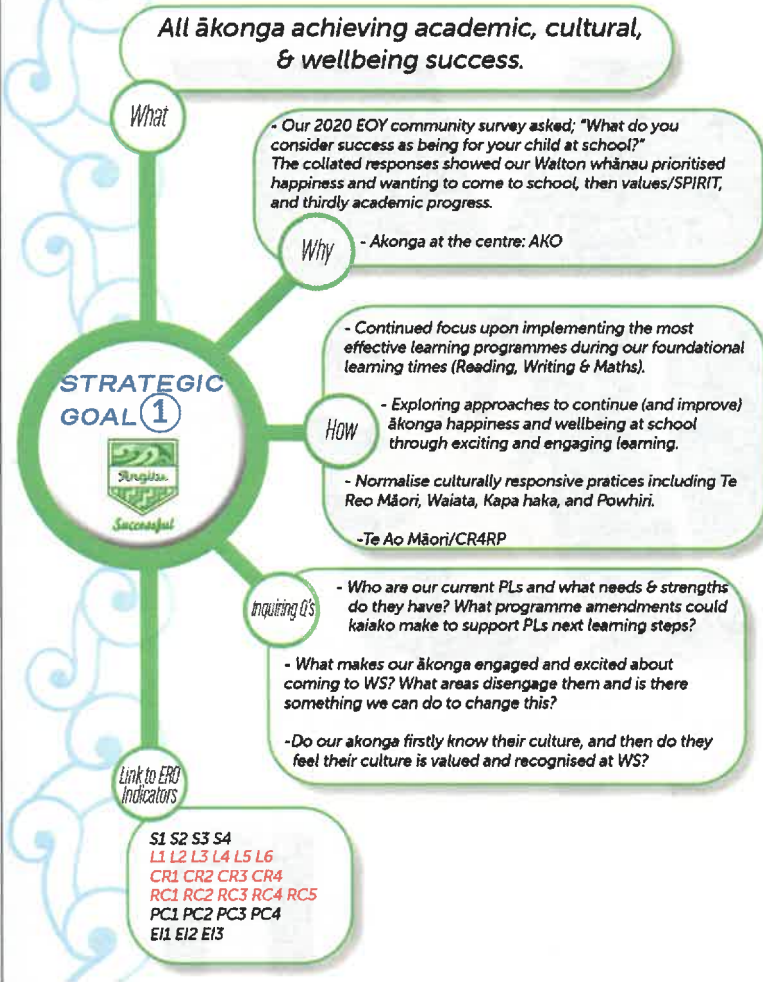 All ākonga achieving academic, cultural,
& wellbeing success.
What
- Our 2020 EOY community survey asked; "What do you
consider success as being for your child at school?"
The collated responses showed our Walton whānau prioritised
happiness and wanting to come to school, then values/SPIRIT,
and thirdly academic progress.
- Akonga at the centre: AKO
Why
STRATEGIC
GOAL 1
Angitu
Successful
- Continued focus upon implementing the most
effective learning programmes during our foundational
learning times (Reading, Writing & Maths).
- Exploring approaches to continue (and improve)
ākonga happiness and wellbeing at school
through exciting and engaging learning.
- Normalise culturally responsive pratices including Te
Reo Māori, Waiata, Kapa haka, and Powhiri.
-Te Ao Māori/CR4RP
How
Inquiring Q's
- Who are our current PLs and what needs & strengths
do they have? What programme amendments could
kaiako make to support PLs next learning steps?
- What makes our ākonga engaged and excited about
coming to WS? What areas disengage them and is there
something we can do to change this?
-Do our akonga firstly know their culture, and then do they
feel their culture is valued and recognised at WS?
Link to ERO
Indicators
S1 S2 S3 S4
L1 L2 L3 L4 L5 L6
CR1 CR2 CR3 CR4
RC1 RC2 RC3 RC4 RC5
PC1 PC2 PC3 PC4
EI1 EI2 EI3